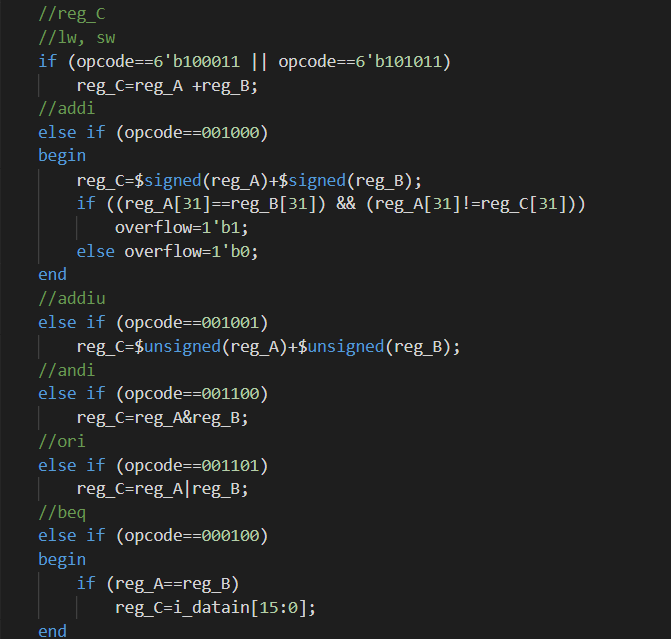 //reg_C
//lw, sw
if (opcode==6'b100011 || opcode==6'b101011)
reg_C=reg_A +reg_B;
//addi
else if (opcode==001000)
begin
reg_C=$signed(reg_A)+$signed(reg_B);
if ((reg_A[31]==reg_B[31]) && (reg_A[31]!=reg_C[31]))
overflow=1'b1;
else overflow=1'b0;
end
//addiu
else if (opcode==001001)
reg_C=$unsigned(reg_A)+$unsigned(reg_B);
//andi
else if (opcode==001100)
reg_C=reg_A&reg_B;
//ori
else if (opcode==001101)
reg_C=reg_A|reg_B;
//beq
else if (opcode==000100)
begin
if (reg_A==reg_B)
reg_C=i_datain[15:0];
end